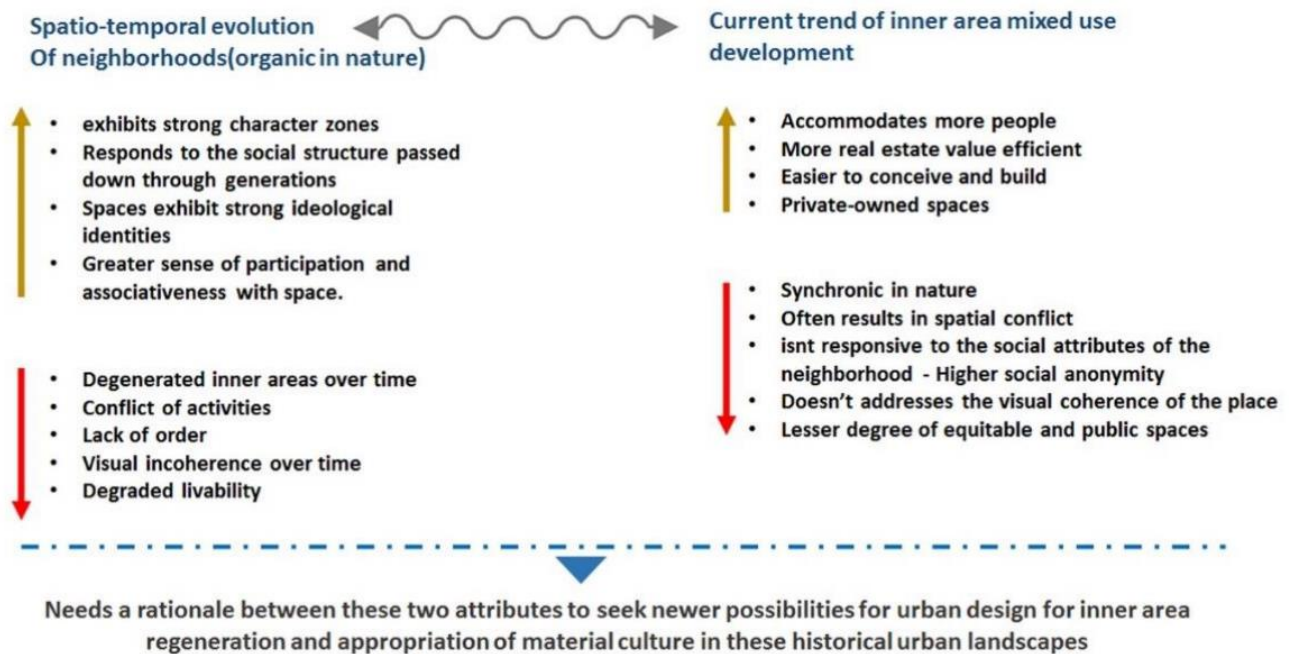 Spatio-temporal evolution
Of neighborhoods(organic in nature)
• exhibits strong character zones
• Responds to the social structure passed
down through generations
• Spaces exhibit strong ideological
identities
• Greater sense of participation and
associativeness with space.
• Degenerated inner areas over time
• Conflict of activities
• Lack of order
• Visual incoherence over time
• Degraded livability
Current trend of inner area mixed use
development
• Accommodates more people
• More real estate value efficient
• Easier to conceive and build
• Private-owned spaces
• Synchronic in nature
• Often results in spatial conflict
• isnt responsive to the social attributes of the
neighborhood - Higher social anonymity
• Doesn’t addresses the visual coherence of the place
• Lesser degree of equitable and public spaces
Needs a rationale between these two attributes to seek newer possibilities for urban design for inner area
regeneration and appropriation of material culture in these historical urban landscapes